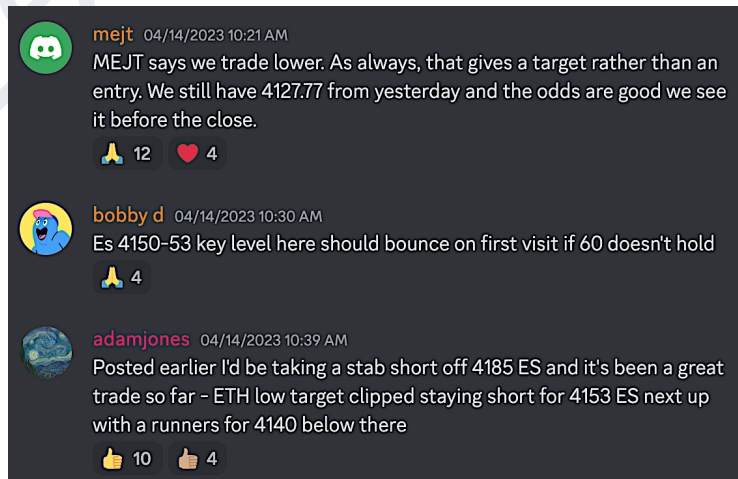 mejt 04/14/2023 10:21 AM
MEJT says we trade lower. As always, that gives a target rather than an
entry. We still have 4127.77 from yesterday and the odds are good we see
it before the close.
🙏 12 ❤️ 4
bobby d 04/14/2023 10:30 AM
Es 4150-53 key level here should bounce on first visit if 60 doesn't hold
🙏 4
adamjones 04/14/2023 10:39 AM
Posted earlier I'd be taking a stab short off 4185 ES and it's been a great
trade so far - ETH low target clipped staying short for 4153 ES next up
with a runners for 4140 below there
👍 10 👍🏽 4